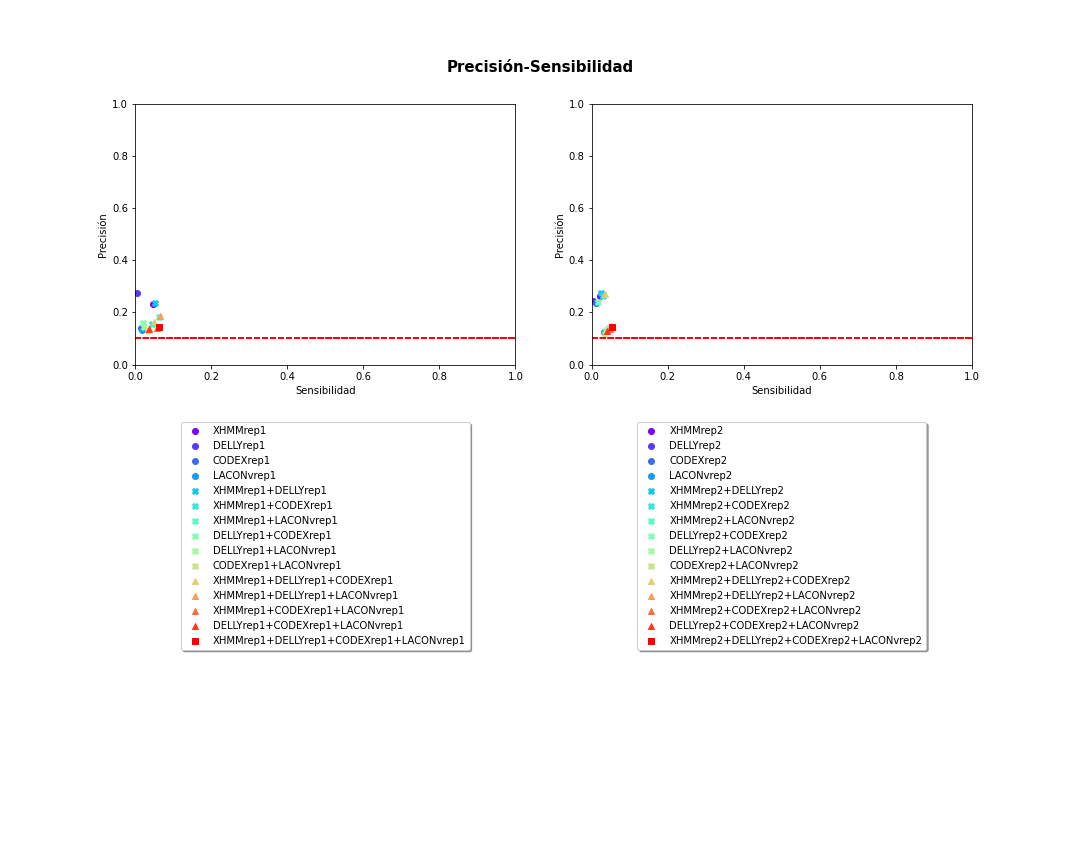 Precisión-Sensibilidad
1.0
0.8
0.6
0.4
0.2
0.0
Precisión
0.0 0.2 0.4 0.6 0.8 1.0
Sensibilidad
XHMMrep1
DELLYrep1
CODEXrep1
LACONvrep1
XHMMrep1+DELLYrep1
XHMMrep1+CODEXrep1
XHMMrep1+LACONvrep1
DELLYrep1+CODEXrep1
DELLYrep1+LACONvrep1
CODEXrep1+LACONvrep1
XHMMrep1+DELLYrep1+CODEXrep1
XHMMrep1+DELLYrep1+LACONvrep1
XHMMrep1+CODEXrep1+LACONvrep1
DELLYrep1+CODEXrep1+LACONvrep1
XHMMrep1+DELLYrep1+CODEXrep1+LACONvrep1
1.0
0.8
0.6
0.4
0.2
0.0
Precisión
0.0 0.2 0.4 0.6 0.8 1.0
Sensibilidad
XHMMrep2
DELLYrep2
CODEXrep2
LACONvrep2
XHMMrep2+DELLYrep2
XHMMrep2+CODEXrep2
XHMMrep2+LACONvrep2
DELLYrep2+CODEXrep2
DELLYrep2+LACONvrep2
CODEXrep2+LACONvrep2
XHMMrep2+DELLYrep2+CODEXrep2
XHMMrep2+DELLYrep2+LACONvrep2
XHMMrep2+CODEXrep2+LACONvrep2
DELLYrep2+CODEXrep2+LACONvrep2
XHMMrep2+DELLYrep2+CODEXrep2+LACONvrep2